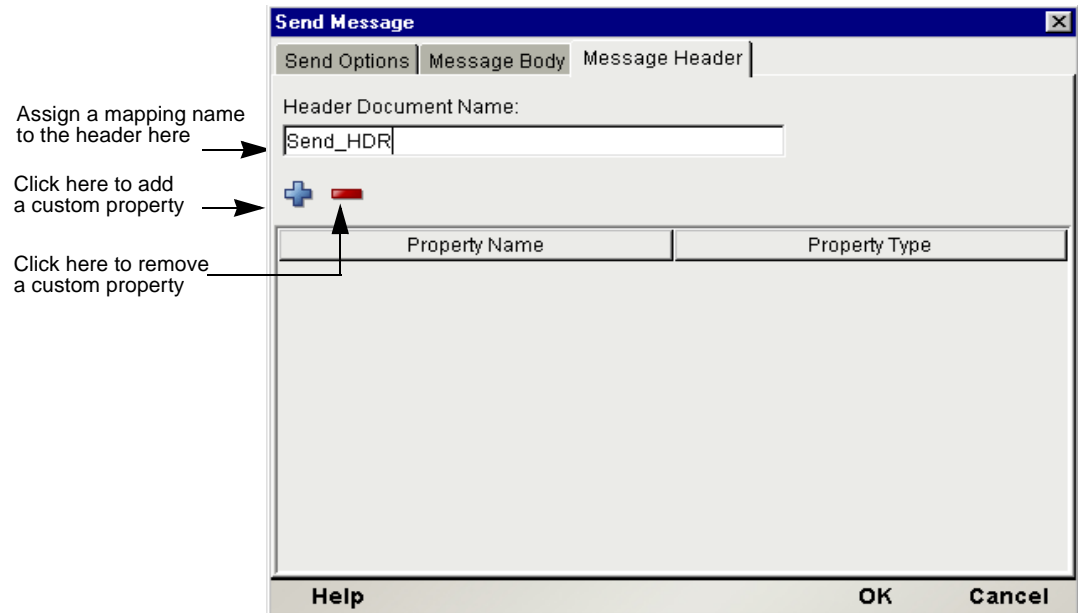 Send Message
Send Options Message Body Message Header
Assign a mapping name
to the header here
Header Document Name:
Send_HDR
Click here to add
a custom property
Property Name Property Type
Click here to remove
a custom property
Help OK Cancel